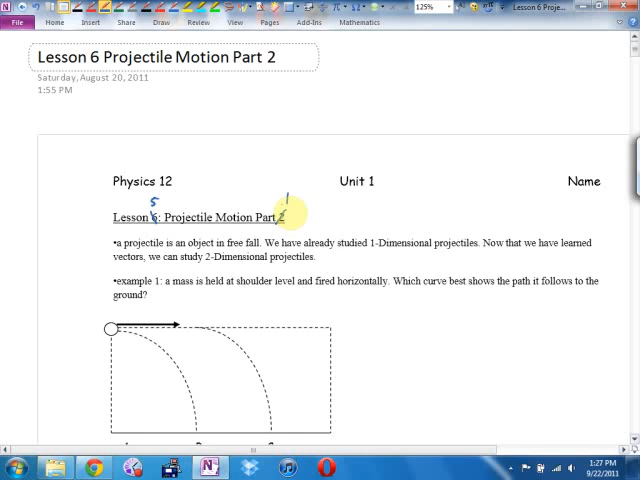 125%
Lesson 6 Proje...
File Home Insert Share Draw Review View Pages Add-Ins Mathematics
Lesson 6 Projectile Motion Part 2
Saturday, August 20, 2011
1:55 PM
Physics 12 Unit 1 Name
5 1
Lesson 6: Projectile Motion Part 2
•a projectile is an object in free fall. We have already studied 1-Dimensional projectiles. Now that we have learned
vectors, we can study 2-Dimensional projectiles.
•example 1: a mass is held at shoulder level and fired horizontally. Which curve best shows the path it follows to the
ground?
1:27 PM
9/22/2011